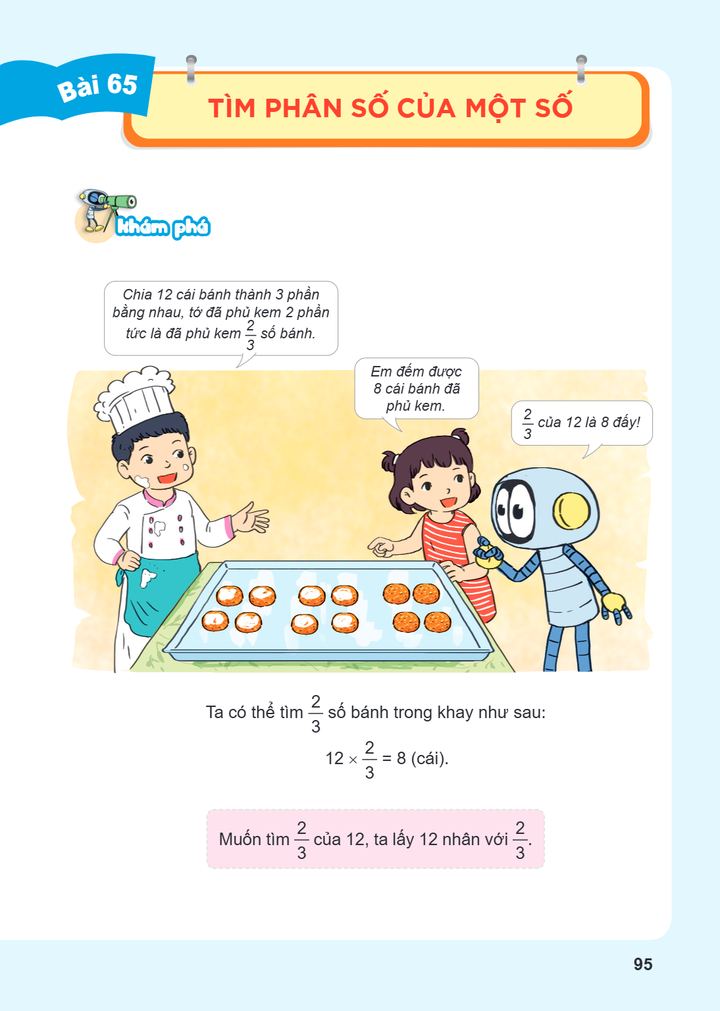 Bài 65
TÌM PHÂN SỐ CỦA MỘT SỐ
Khám phá
Chia 12 cái bánh thành 3 phần
bằng nhau, tớ đã phủ kem 2 phần
tức là đã phủ kem 2/3 số bánh.
Em đếm được
8 cái bánh đã
phủ kem.
2/3 của 12 là 8 đấy!
Ta có thể tìm 2/3 số bánh trong khay như sau:
12 × 2/3 = 8 (cái).
Muốn tìm 2/3 của 12, ta lấy 12 nhân với 2/3.
95